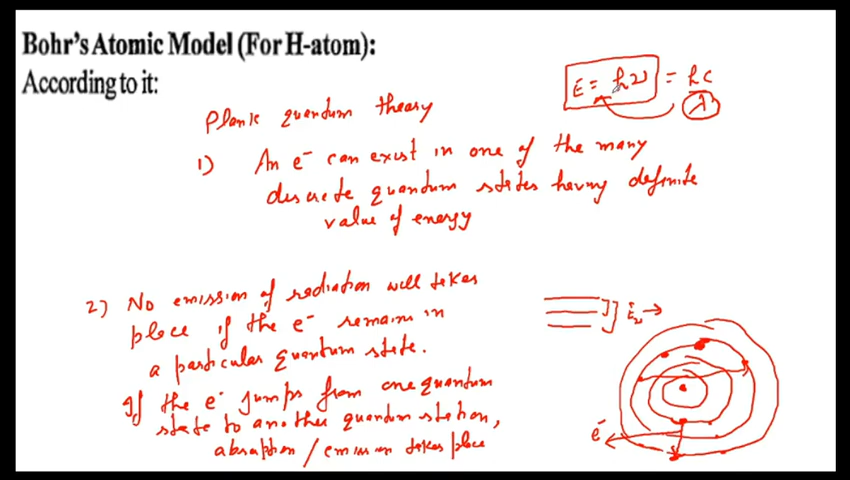 Bohr's Atomic Model (For H-atom):
According to it:
E = hν = hc
λ
Plank quantum theory
1) An e⁻ can exist in one of the many
discrete quantum states having definite
value of energy
2) No emission of radiation will takes
place if the e⁻ remain in
a particular quantum state.
If the e⁻ jumps from one quantum
state to another quantum station,
absorption / emission takes place
e⁻